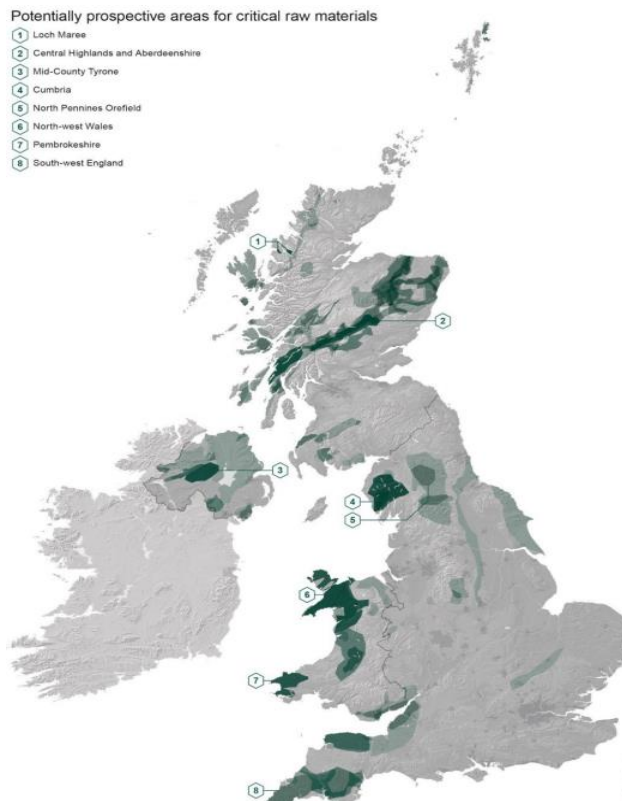 Potentially prospective areas for critical raw materials
1 Loch Maree
2 Central Highlands and Aberdeenshire
3 Mid-County Tyrone
4 Cumbria
5 North Pennines Orefield
6 North-west Wales
7 Pembrokeshire
8 South-west England
1
2
3
4
5
6
7
8